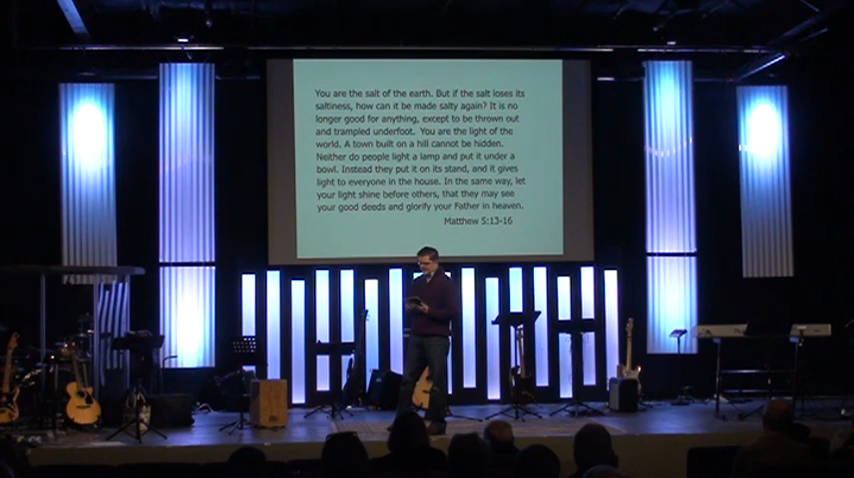 You are the salt of the earth. But if the salt loses its
saltiness, how can it be made salty again? It is no
longer good for anything, except to be thrown out
and trampled underfoot. You are the light of the
world. A town built on a hill cannot be hidden.
Neither do people light a lamp and put it under a
bowl. Instead they put it on its stand, and it gives
light to everyone in the house. In the same way, let
your light shine before others, that they may see
your good deeds and glorify your Father in heaven.
Matthew 5:13-16